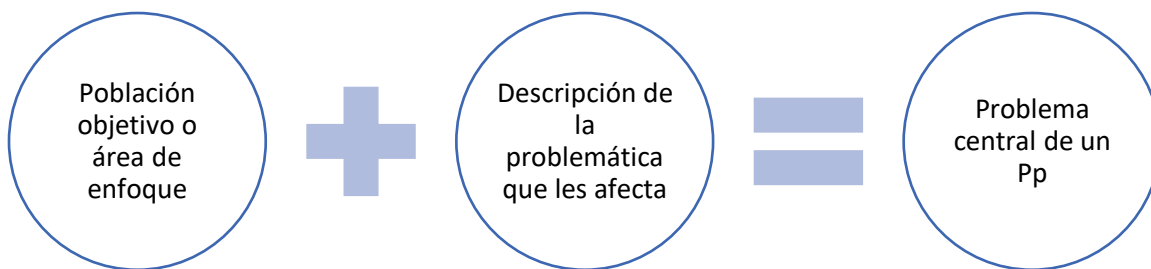 Población
objetivo o
área de
enfoque
Descripción de
la
problemática
que les afecta
Problema
central de un
Pp